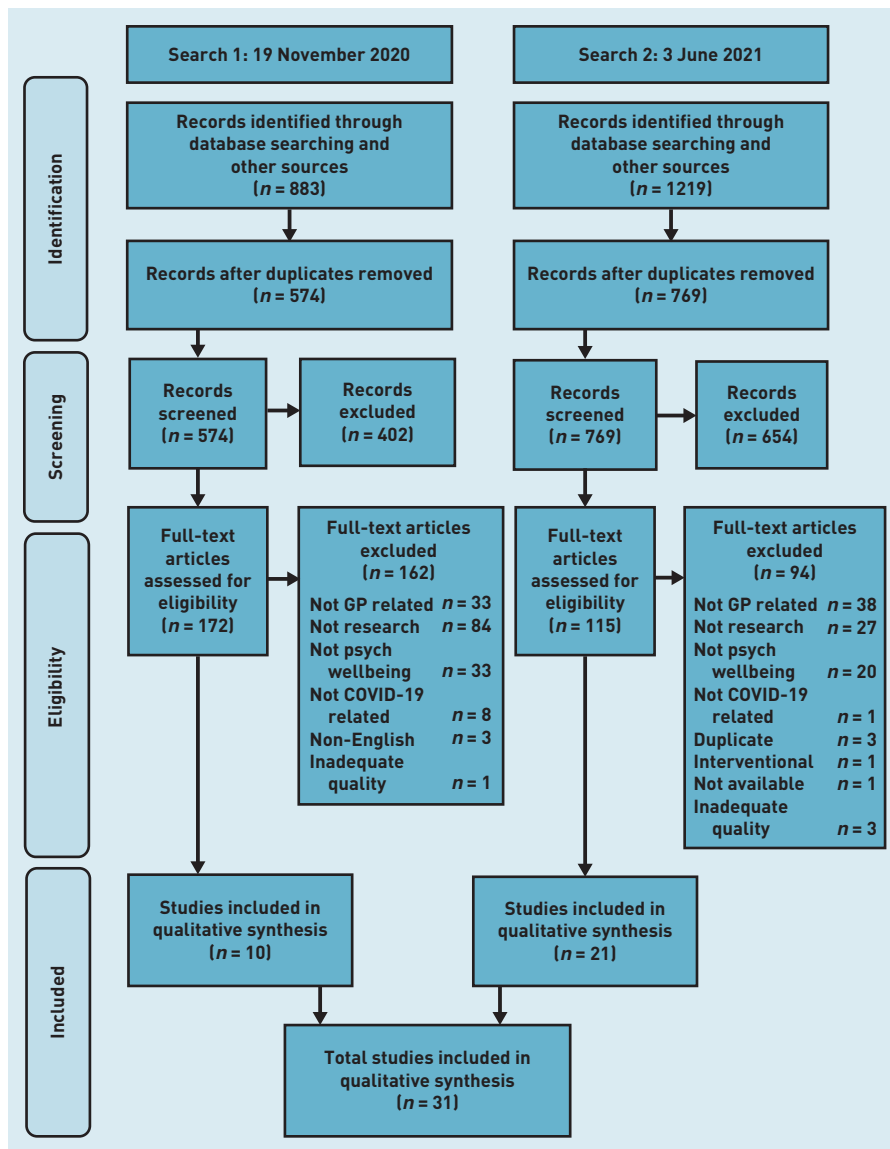 Search 1: 19 November 2020
Search 2: 3 June 2021
Identification
Records identified through
database searching and
other sources
(n = 883)
Records identified through
database searching and
other sources
(n = 1219)
Records after duplicates removed
(n = 574)
Records after duplicates removed
(n = 769)
Screening
Records
screened
(n = 574)
Records
excluded
(n = 402)
Records
screened
(n = 769)
Records
excluded
(n = 654)
Eligibility
Full-text
articles
assessed for
eligibility
(n = 172)
Full-text articles
excluded
(n = 162)
Not GP related n = 33
Not research n = 84
Not psych
wellbeing n = 33
Not COVID-19
related n = 8
Non-English n = 3
Inadequate
quality n = 1
Full-text
articles
assessed for
eligibility
(n = 115)
Full-text articles
excluded
(n = 94)
Not GP related n = 38
Not research n = 27
Not psych
wellbeing n = 20
Not COVID-19
related n = 1
Duplicate n = 3
Interventional n = 1
Not available n = 1
Inadequate
quality n = 3
Included
Studies included in
qualitative synthesis
(n = 10)
Studies included in
qualitative synthesis
(n = 21)
Total studies included in
qualitative synthesis
(n = 31)